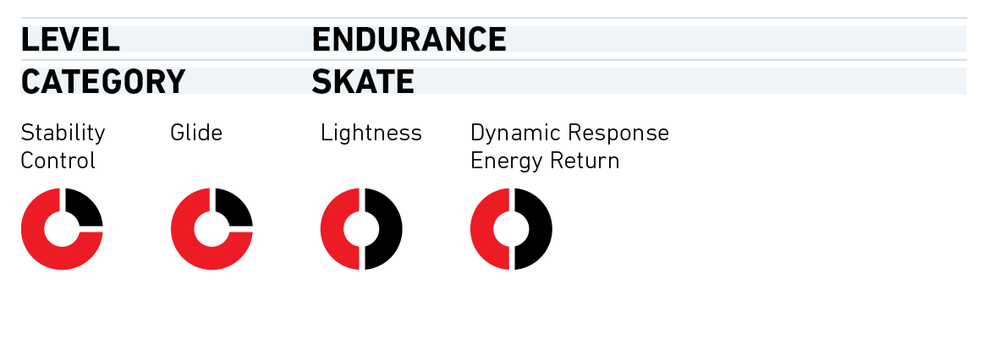 LEVEL ENDURANCE
CATEGORY SKATE
Stability Glide Lightness Dynamic Response
Control Energy Return